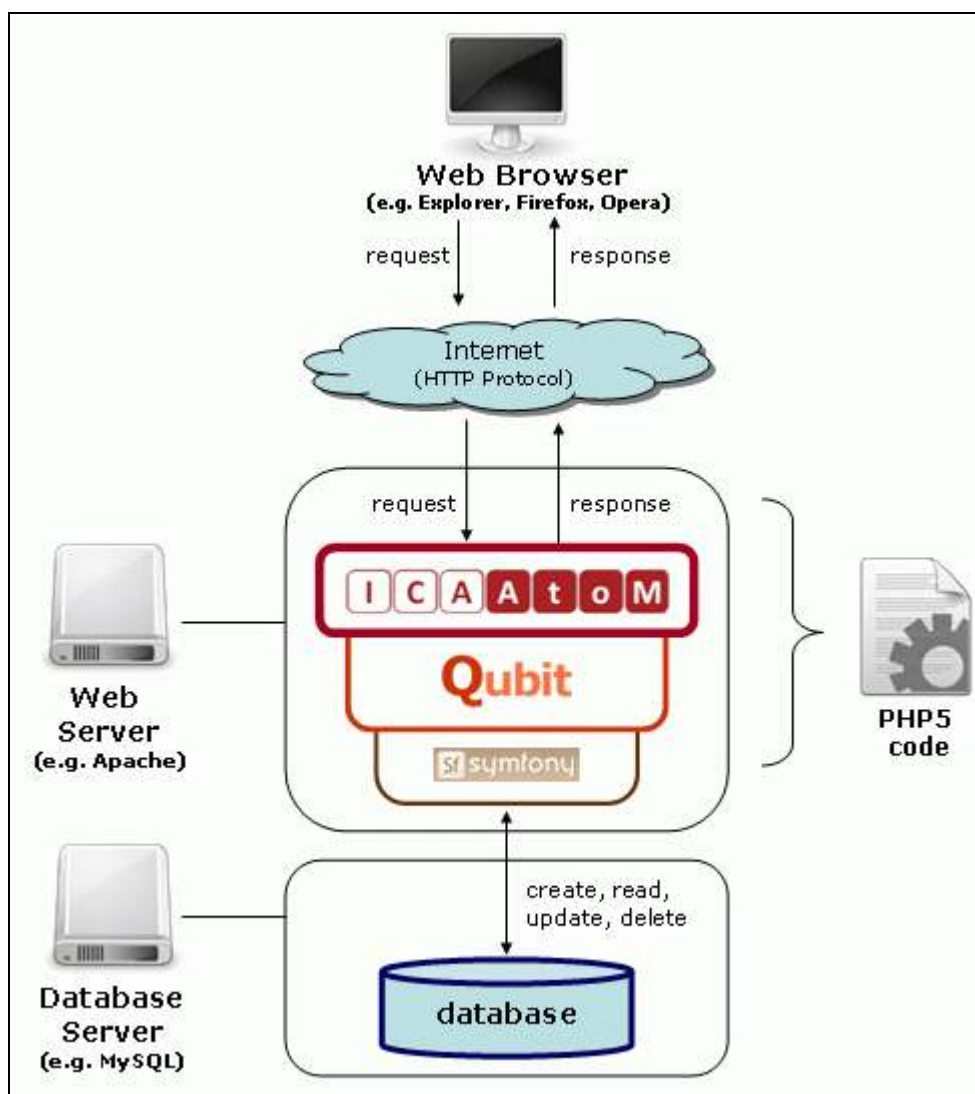 Web Browser
(e.g. Explorer, Firefox, Opera)
request
response
Internet
(HTTP Protocol)
request
response
ICAAtoM
Qubit
Sf symfony
Web
Server
(e.g. Apache)
PHP5
code
create, read,
update, delete
database
Database
Server
(e.g. MySQL)